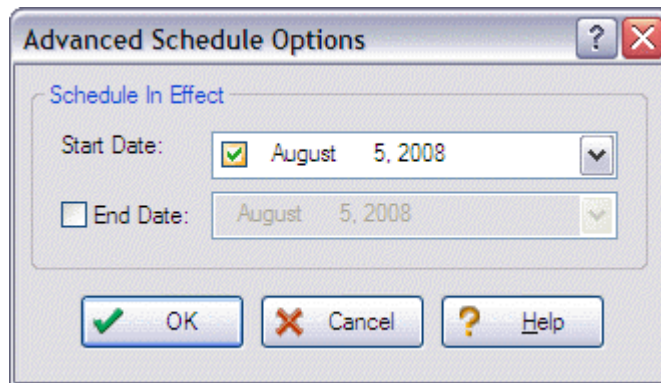 Advanced Schedule Options
Schedule In Effect
Start Date: August 5, 2008
End Date: August 5, 2008
OK Cancel Help